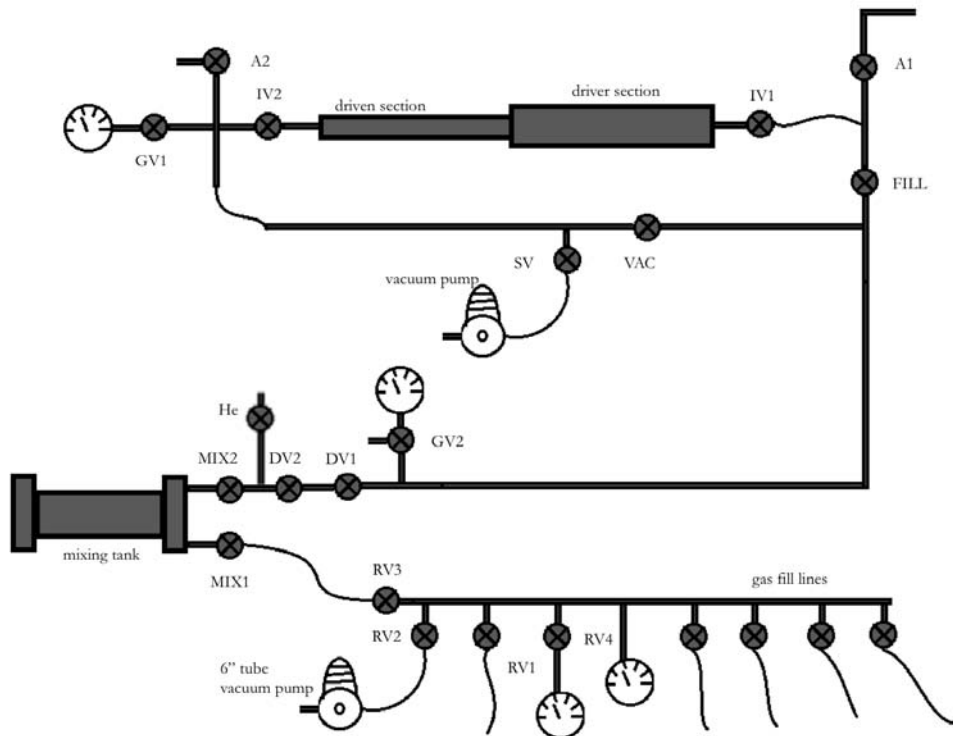 A2
A1
IV2
driven section
driver section
IV1
GV1
FILL
SV
VAC
vacuum pump
He
GV2
MIX2
DV2
DV1
mixing tank
MIX1
RV3
gas fill lines
RV2
RV4
RV1
6” tube
vacuum pump